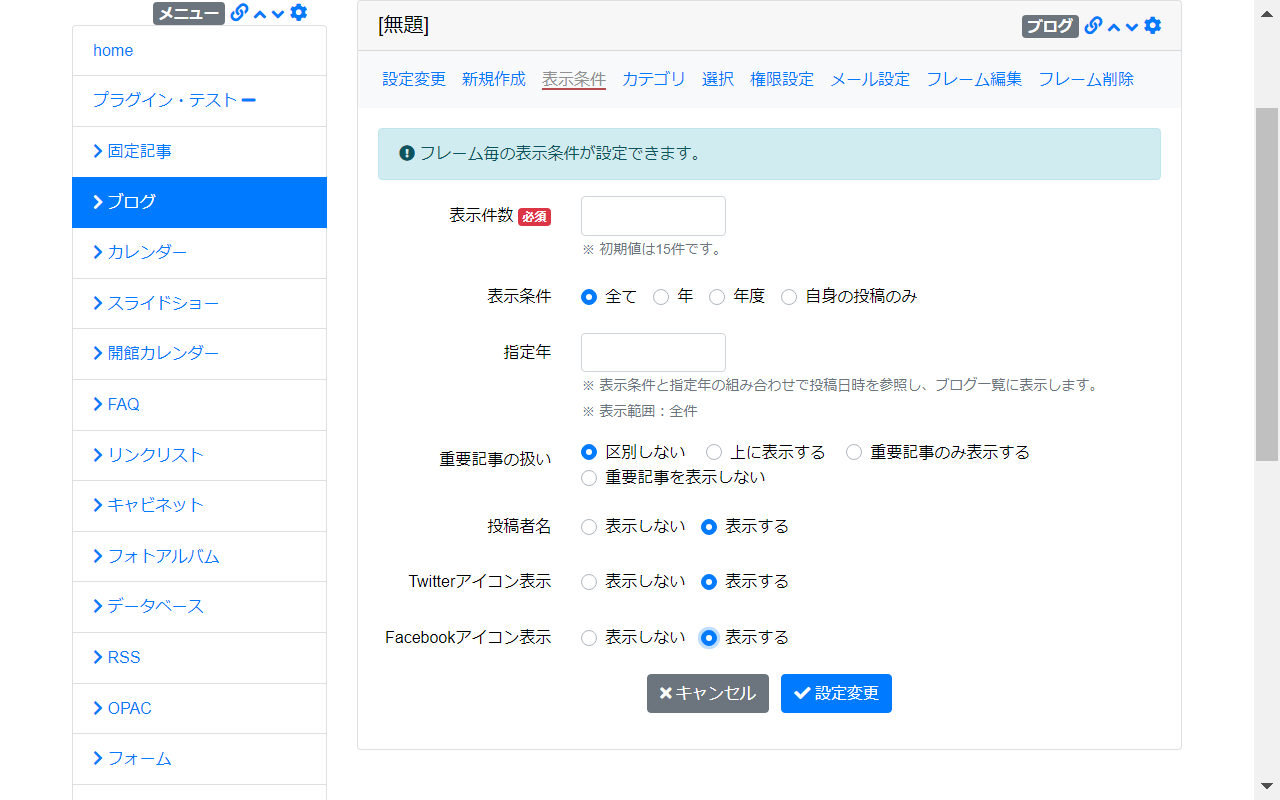 メニュー
home
プラグイン・テスト
固定記事
ブログ
カレンダー
スライドショー
開館カレンダー
FAQ
リンクリスト
キャビネット
フォトアルバム
データベース
RSS
OPAC
フォーム
[無題]
ブログ
設定変更 新規作成 表示条件 カテゴリ 選択 権限設定 メール設定 フレーム編集 フレーム削除
フレーム毎の表示条件が設定できます。
表示件数 必須
※ 初期値は15件です。
表示条件 全て 年 年度 自身の投稿のみ
指定年
※ 表示条件と指定年の組み合わせで投稿日時を参照し、ブログ一覧に表示します。
※ 表示範囲：全件
重要記事の扱い 区別しない 上に表示する 重要記事のみ表示する
重要記事を表示しない
投稿者名 表示しない 表示する
Twitterアイコン表示 表示しない 表示する
Facebookアイコン表示 表示しない 表示する
キャンセル 設定変更